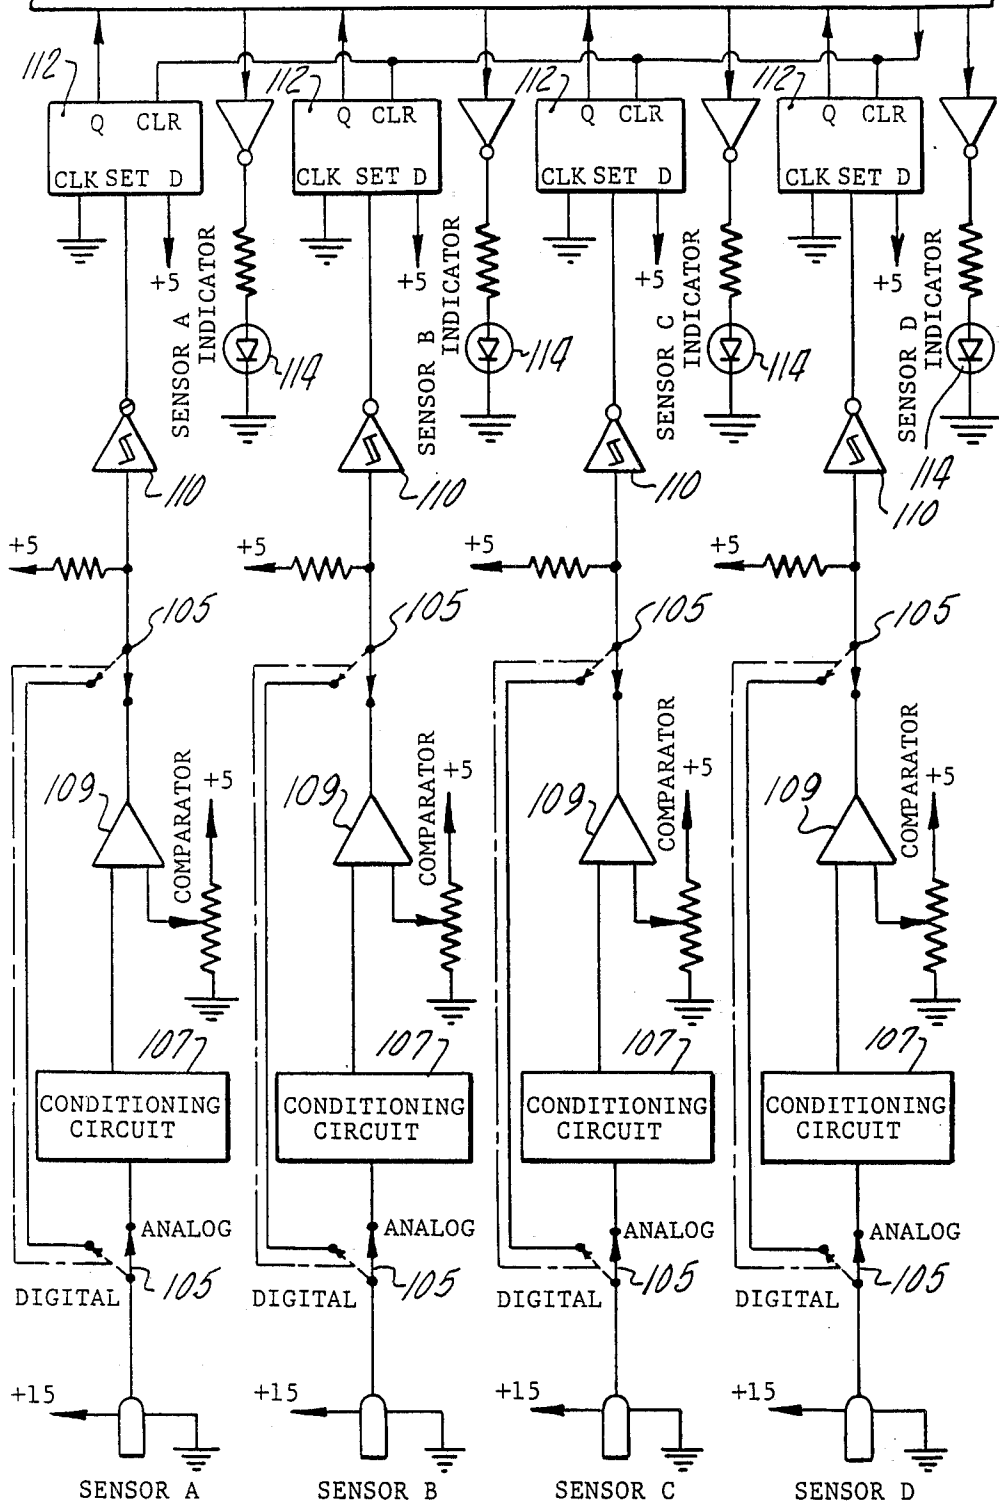 112 112 112 112
Q CLR Q CLR Q CLR Q CLR
CLK SET D CLK SET D CLK SET D CLK SET D
+5 +5 +5 +5
SENSOR A INDICATOR
SENSOR B INDICATOR
SENSOR C INDICATOR
SENSOR D INDICATOR
114 114 114 114
110 110 110 110
+5 +5 +5 +5
105 105 105 105
109 109 109 109
COMPARATOR COMPARATOR COMPARATOR COMPARATOR
+5 +5 +5 +5
107 107 107 107
CONDITIONING CONDITIONING CONDITIONING CONDITIONING
CIRCUIT CIRCUIT CIRCUIT CIRCUIT
ANALOG ANALOG ANALOG ANALOG
105 105 105 105
DIGITAL DIGITAL DIGITAL DIGITAL
+15 +15 +15 +15
SENSOR A SENSOR B SENSOR C SENSOR D